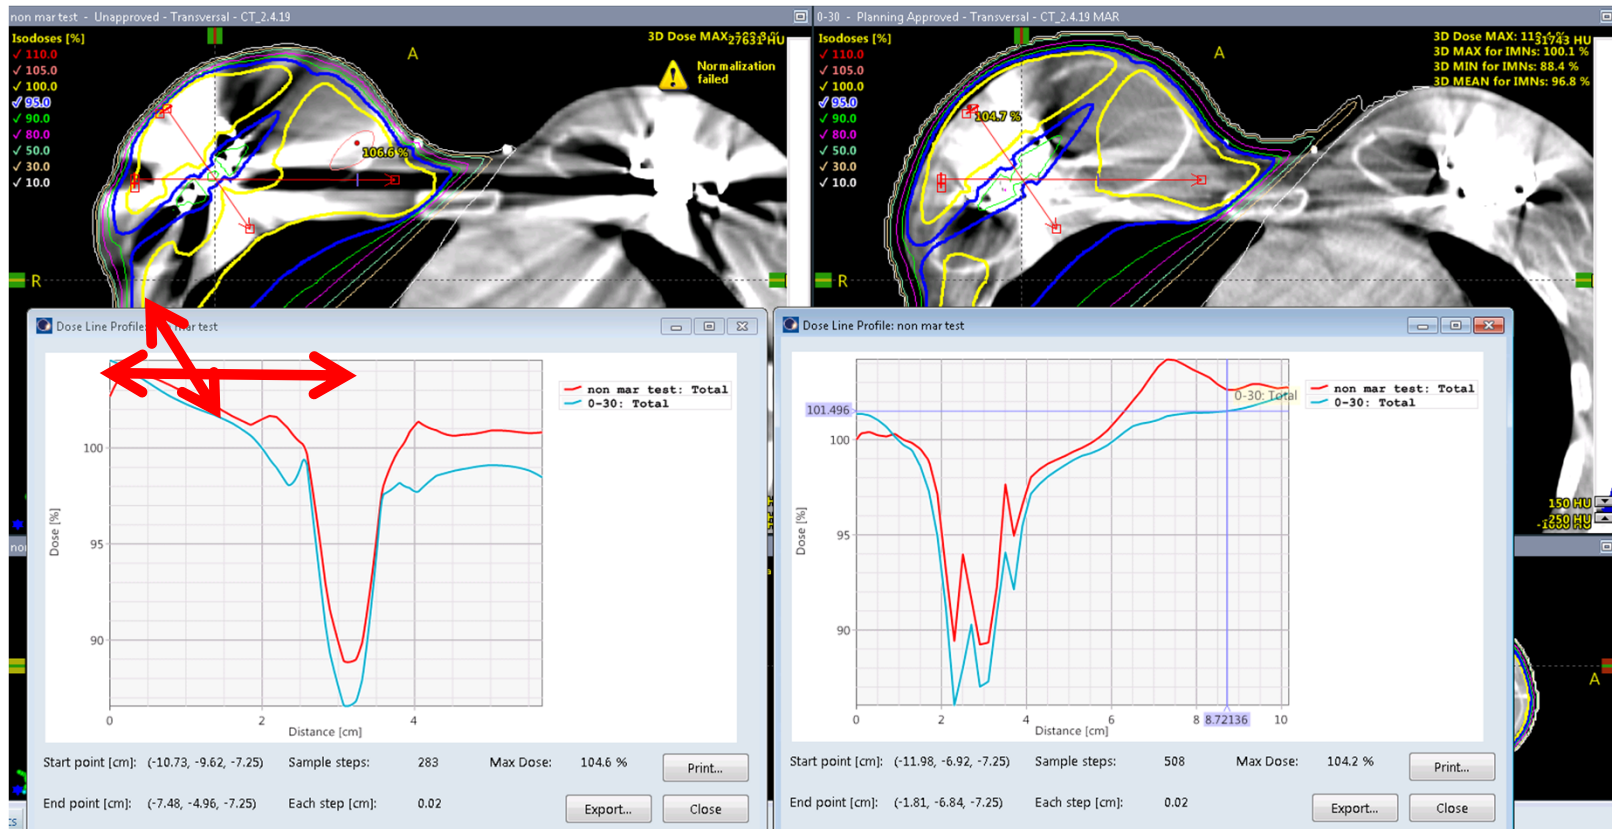 non mar test - Unapproved - Transversal - CT_2.4.19
Isodoses [%]
✓ 110.0
✓ 105.0
✓ 100.0
✓ 95.0
✓ 90.0
✓ 80.0
✓ 50.0
✓ 30.0
✓ 10.0
3D Dose MAX:
27631 HU
Normalization
failed
A
106.6 %
R
0-30 - Planning Approved - Transversal - CT_2.4.19 MAR
Isodoses [%]
✓ 110.0
✓ 105.0
✓ 100.0
✓ 95.0
✓ 90.0
✓ 80.0
✓ 50.0
✓ 30.0
✓ 10.0
3D Dose MAX:
31743 HU
3D MAX for IMNs: 100.1 %
3D MIN for IMNs: 88.4 %
3D MEAN for IMNs: 96.8 %
A
104.7 %
R
150 HU
Dose Line Profile: mar test
non mar test: Total
0-30: Total
100
95
90
Dose [%]
0
2
4
Distance [cm]
Start point [cm]: (-10.73, -9.62, -7.25) Sample steps: 283 Max Dose: 104.6 % Print...
End point [cm]: (-7.48, -4.96, -7.25) Each step [cm]: 0.02 Export... Close
Dose Line Profile: non mar test
non mar test: Total
0-30: Total
0-30: Total
101.496
100
95
90
Dose [%]
0
2
4
6
8
8.72136
10
Distance [cm]
Start point [cm]: (-11.98, -6.92, -7.25) Sample steps: 508 Max Dose: 104.2 % Print...
End point [cm]: (-1.81, -6.84, -7.25) Each step [cm]: 0.02 Export... Close
A